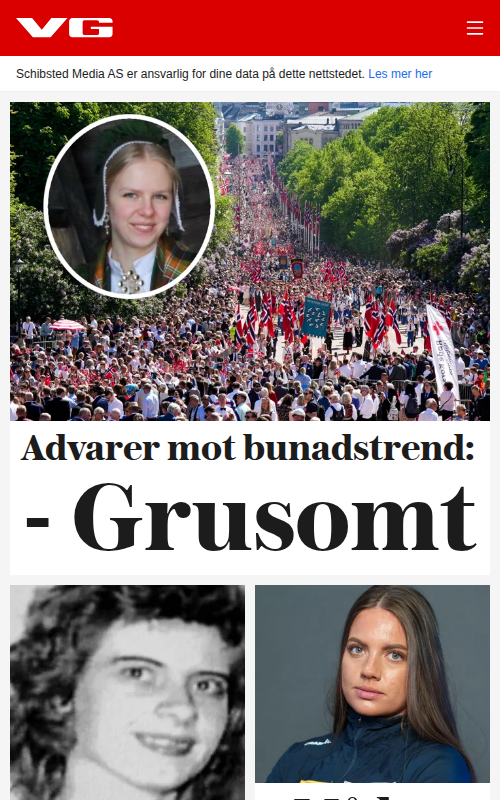 VG
Schibsted Media AS er ansvarlig for dine data på dette nettstedet. Les mer her
Advarer mot bunadstrend:
- Grusomt